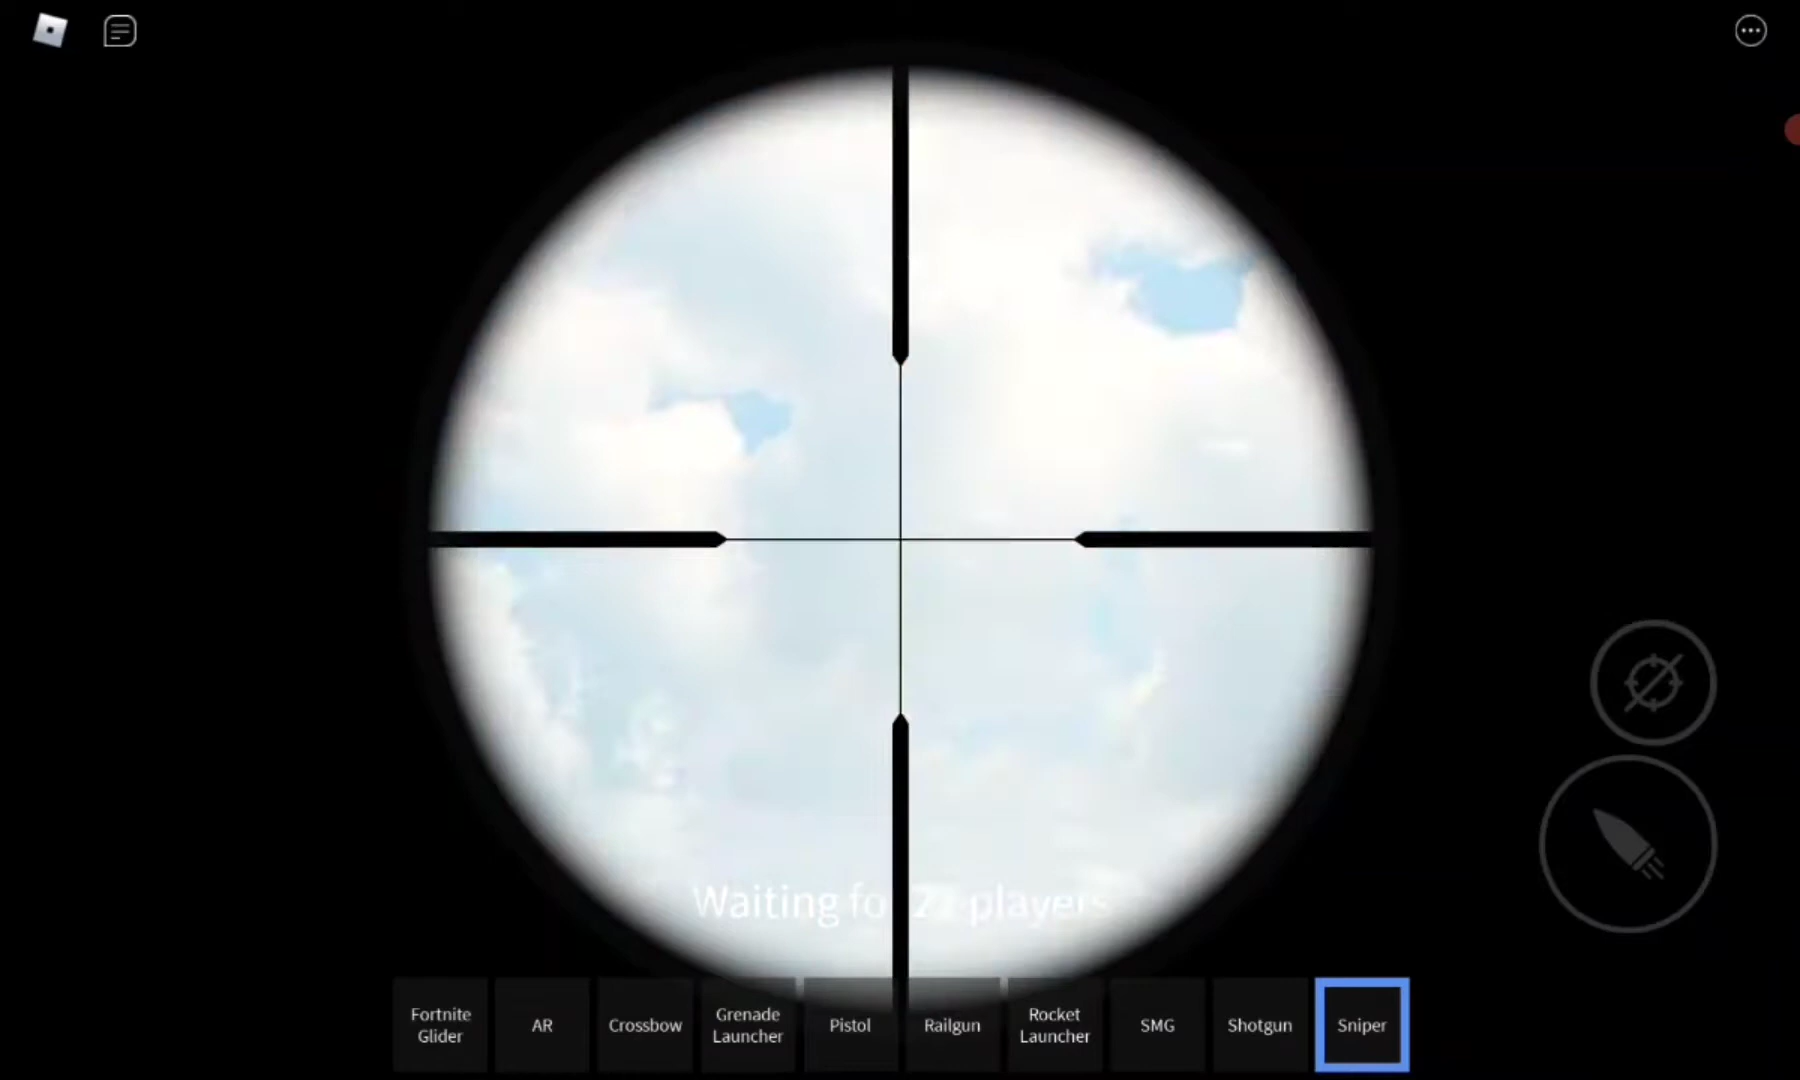 Waiting fo players
Fortnite
Glider
AR
Crossbow
Grenade
Launcher
Pistol
Railgun
Rocket
Launcher
SMG
Shotgun
Sniper